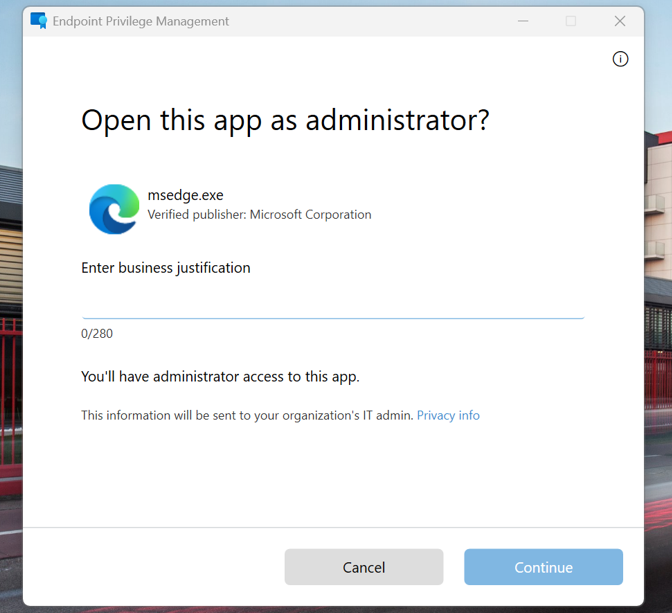 Endpoint Privilege Management
Open this app as administrator?
msedge.exe
Verified publisher: Microsoft Corporation
Enter business justification
0/280
You'll have administrator access to this app.
This information will be sent to your organization's IT admin. Privacy info
Cancel
Continue